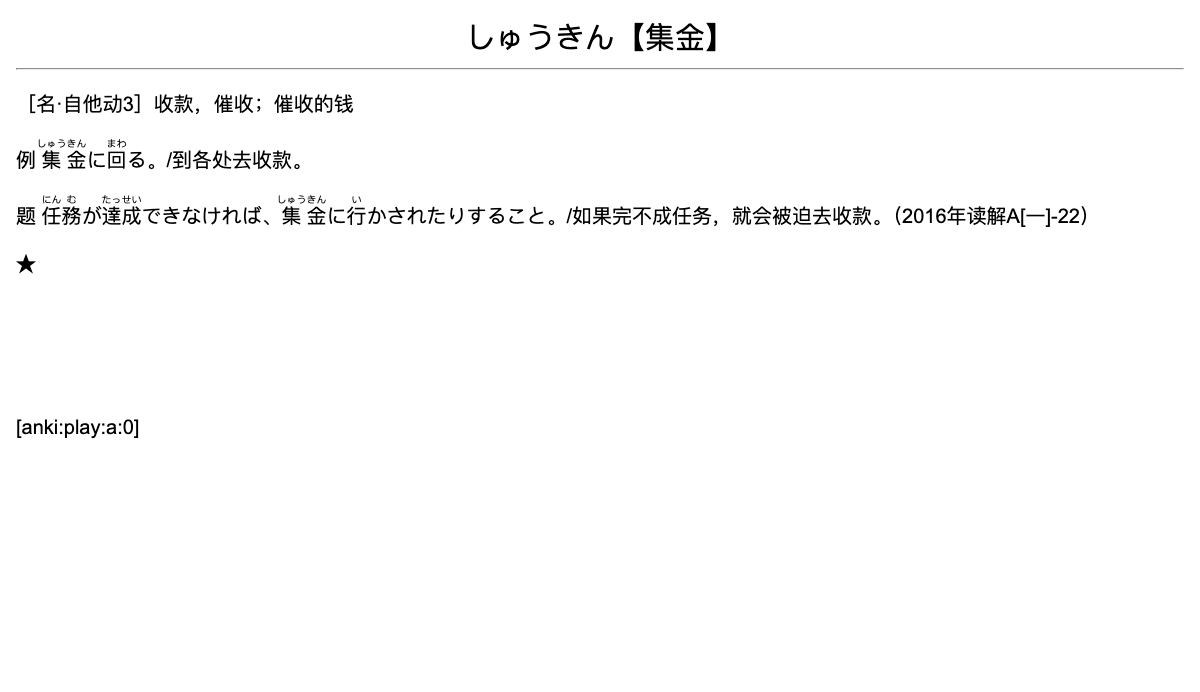 しゅうきん【集金】
［名·自他动3］收款，催收；催收的钱
しゅうきん まわ
例 集金に回る。/到各处去收款。
にん む たっせい しゅうきん い
题 任務が達成できなければ、集金に行かされたりすること。/如果完不成任务，就会被迫去收款。（2016年读解A[一]-22）
★
[anki:play:a:0]